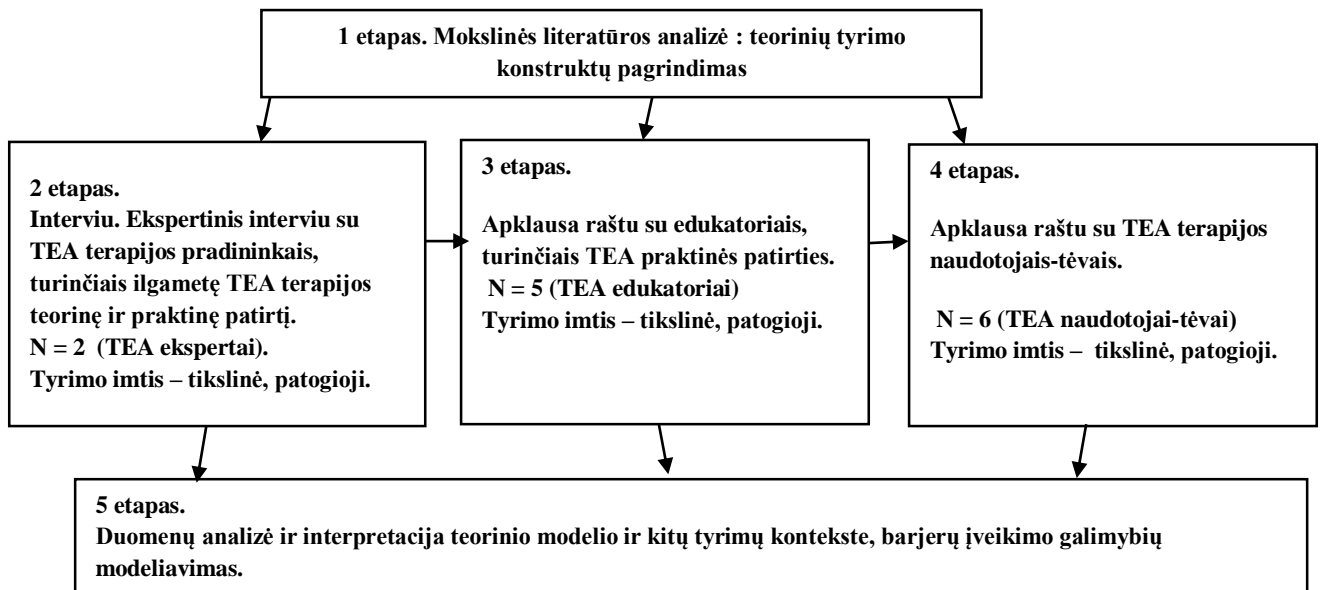 1 etapas. Mokslinės literatūros analizė : teorinių tyrimo
konstruktų pagrindimas
2 etapas.
Interviu. Ekspertinis interviu su
TEA terapijos pradininkais,
turinčiais ilgametę TEA terapijos
teorinę ir praktinę patirtį.
N = 2 (TEA ekspertai).
Tyrimo imtis – tikslinė, patogioji.
3 etapas.
Apklausa raštu su edukatoriais,
turinčiais TEA praktinės patirties.
N = 5 (TEA edukatoriai)
Tyrimo imtis – tikslinė, patogioji.
4 etapas.
Apklausa raštu su TEA terapijos
naudotojais-tėvais.
N = 6 (TEA naudotojai-tėvai)
Tyrimo imtis – tikslinė, patogioji.
5 etapas.
Duomenų analizė ir interpretacija teorinio modelio ir kitų tyrimų kontekste, barjerų įveikimo galimybių
modeliavimas.